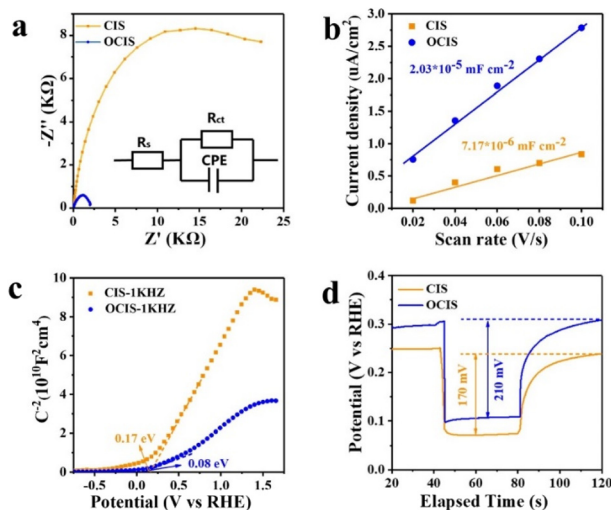 a
CIS
OCIS
8
6
4
2
0
-Z'' (KΩ)
Rs
Rct
CPE
0 5 10 15 20 25
Z' (KΩ)
b
CIS
OCIS
3.0
2.5
2.0
1.5
1.0
0.5
0.0
Current density (uA/cm²)
2.03*10⁻⁵ mF cm⁻²
7.17*10⁻⁶ mF cm⁻²
0.02 0.04 0.06 0.08 0.10
Scan rate (V/s)
c
CIS-1KHZ
OCIS-1KHZ
10
8
6
4
2
0
C⁻²(10¹⁰F²cm⁴)
0.17 eV
0.08 eV
-0.5 0.0 0.5 1.0 1.5
Potential (V vs RHE)
d
CIS
OCIS
0.4
0.3
0.2
0.1
0.0
Potential (V vs RHE)
170 mV
210 mV
20 40 60 80 100 120
Elapsed Time (s)